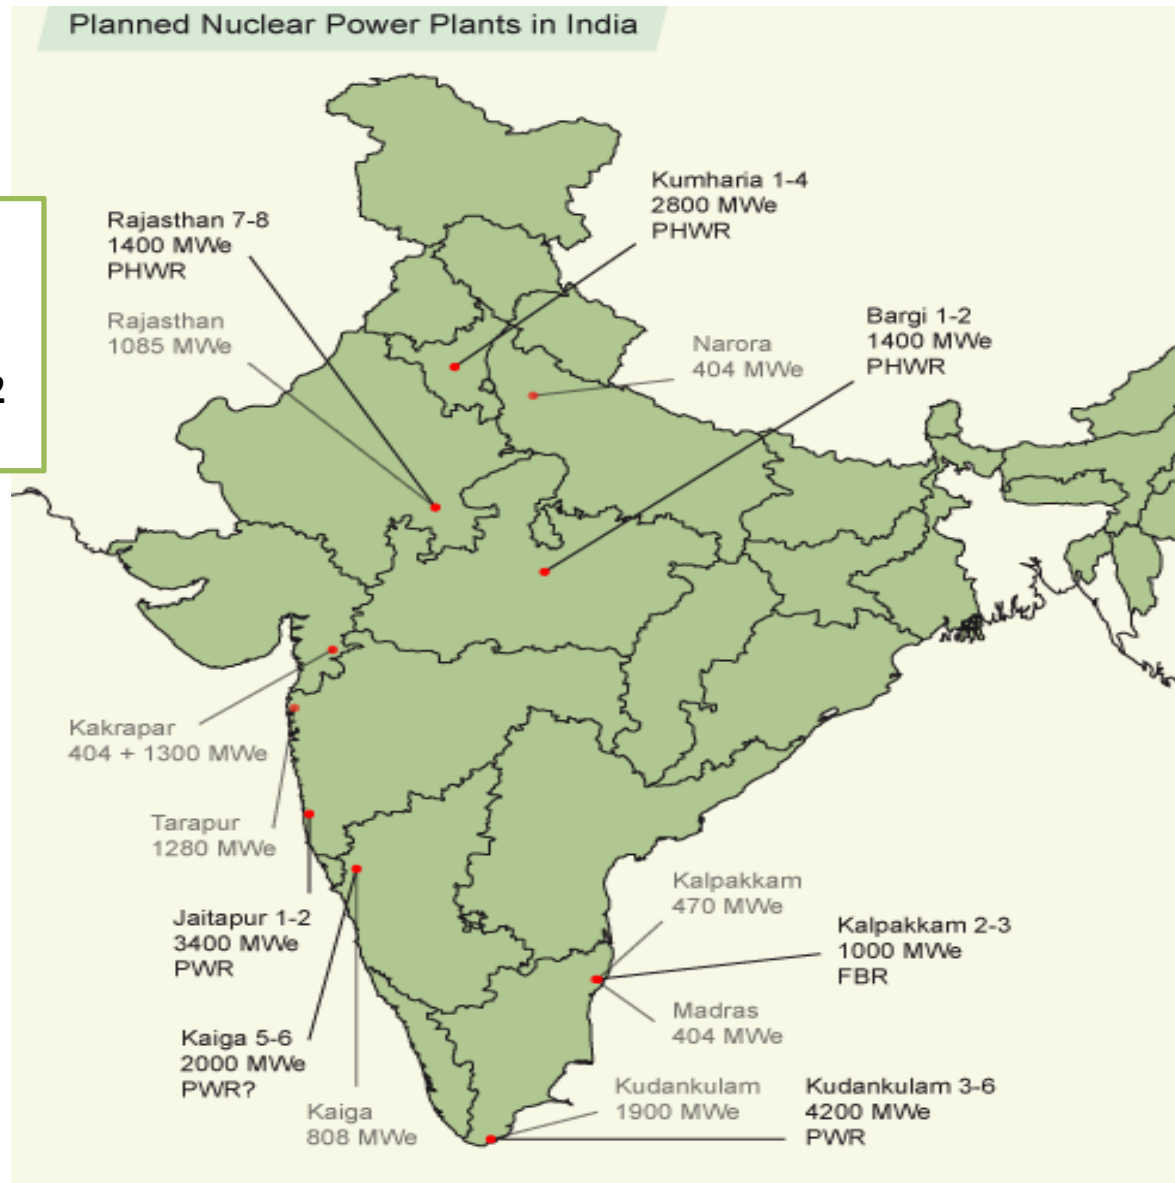 Planned Nuclear Power Plants in India
Kumharia 1-4
2800 MWe
PHWR
Rajasthan 7-8
1400 MWe
PHWR
Rajasthan
1085 MWe
Bargi 1-2
1400 MWe
PHWR
Narora
404 MWe
2
Kakrapar
404 + 1300 MWe
Tarapur
1280 MWe
Jaitapur 1-2
3400 MWe
PWR
Kalpakkam
470 MWe
Kalpakkam 2-3
1000 MWe
FBR
Madras
404 MWe
Kaiga 5-6
2000 MWe
PWR?
Kaiga
808 MWe
Kudankulam
1900 MWe
Kudankulam 3-6
4200 MWe
PWR